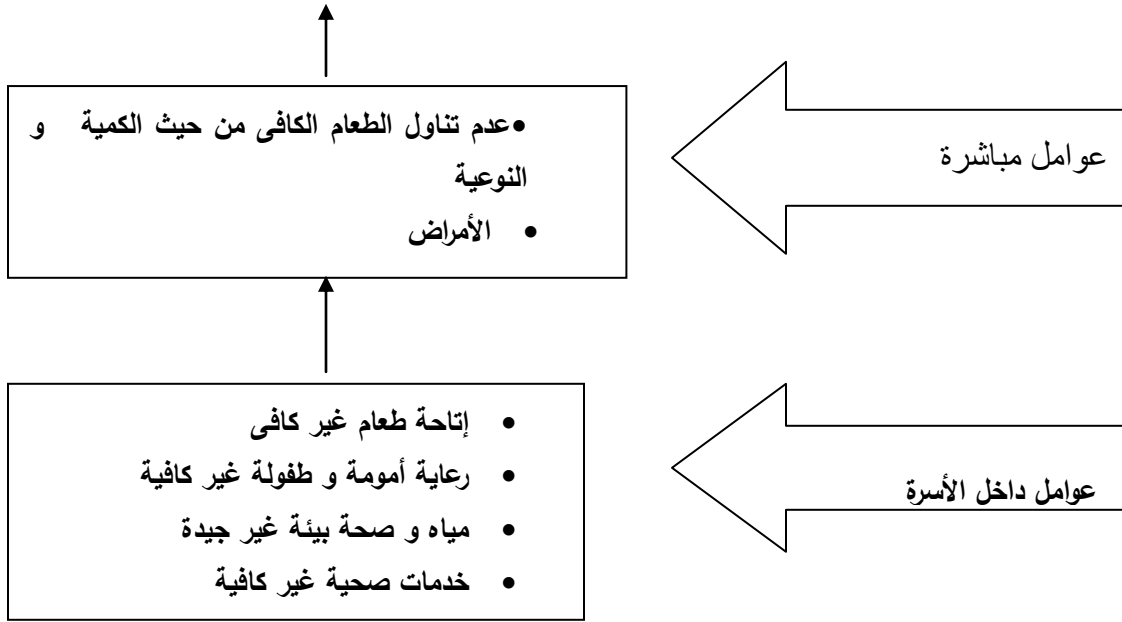 •عدم تناول الطعام الكافى من حيث الكمية و
النوعية
• الأمراض
عوامل مباشرة
• إتاحة طعام غير كافى
• رعاية أمومة و طفولة غير كافية
• مياه و صحة بيئة غير جيدة
• خدمات صحية غير كافية
عوامل داخل الأسرة